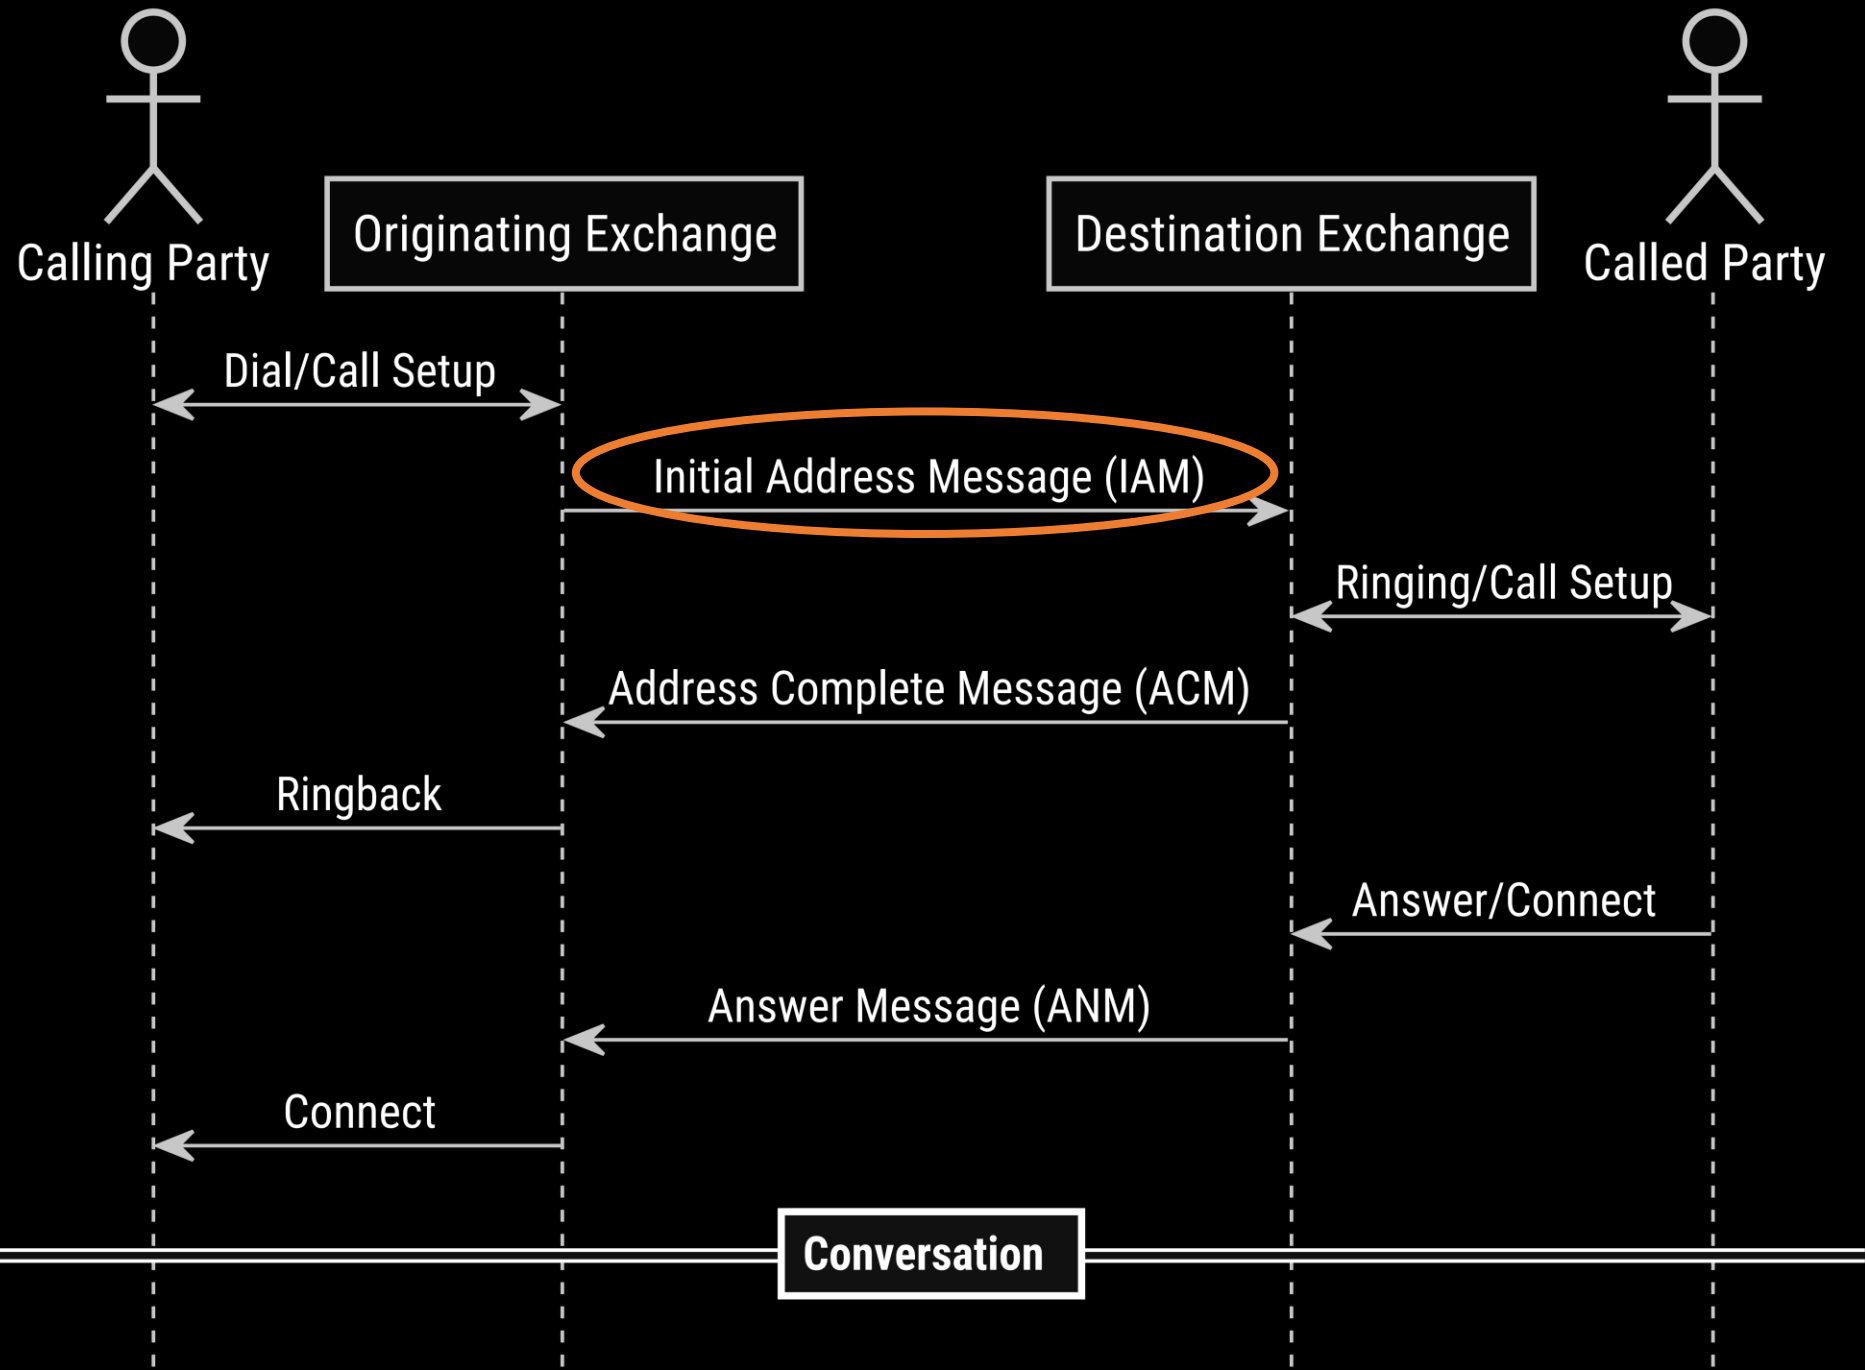 Calling Party
Originating Exchange
Destination Exchange
Called Party
Dial/Call Setup
Initial Address Message (IAM)
Ringing/Call Setup
Address Complete Message (ACM)
Ringback
Answer/Connect
Answer Message (ANM)
Connect
Conversation